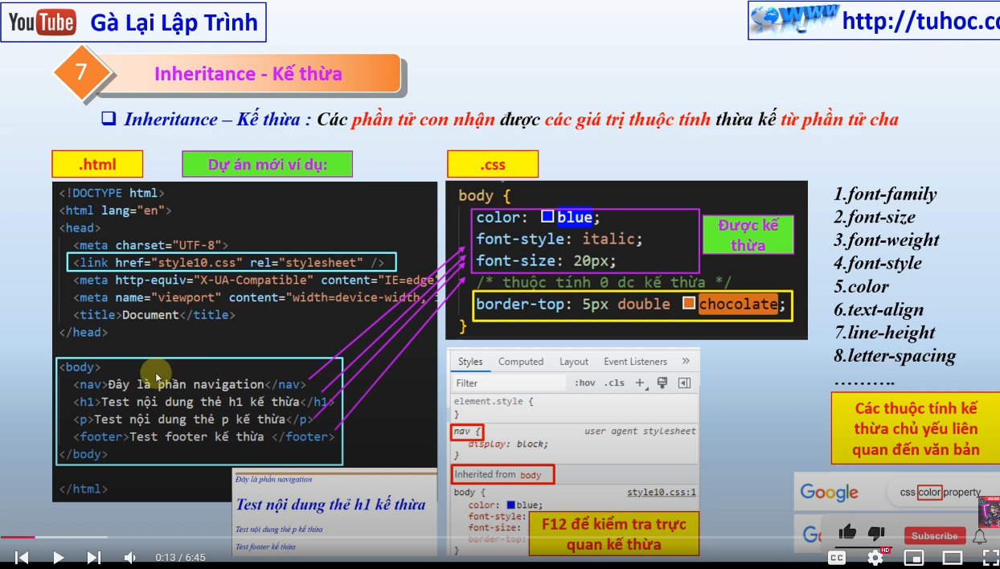 YouTube Gà Lại Lập Trình
WWW http://tuhoc.c
7 Inheritance - Kế thừa
Inheritance – Kế thừa : Các phần tử con nhận được các giá trị thuộc tính thừa kế từ phần tử cha
.html
Dự án mới ví dụ:
<!DOCTYPE html>
<html lang="en">
<head>
<meta charset="UTF-8">
<link href="style10.css" rel="stylesheet" />
<meta http-equiv="X-UA-Compatible" content="IE=edge"
<meta name="viewport" content="width=device-width,
<title>Document</title>
</head>
<body>
<nav>Đây là phần navigation</nav>
<h1>Test nội dung thẻ h1 kế thừa</h1>
<p>Test nội dung thẻ p kế thừa</p>
<footer>Test footer kế thừa </footer>
</body>
</html>
Đây là phần navigation
Test nội dung thẻ h1 kế thừa
Test nội dung thẻ p kế thừa
Test footer kế thừa
.css
body {
color: blue;
font-style: italic;
font-size: 20px;
/* thuộc tính 0 dc kế thừa */
border-top: 5px double chocolate;
}
Được kế
thừa
Styles Computed Layout Event Listeners »
Filter :hov .cls +
element.style {
}
nav { user agent stylesheet
display: block;
}
Inherited from body
body { style10.css:1
color: blue;
font-style:
font-size:
border-top:
}
F12 để kiểm tra trực
quan kế thừa
1.font-family
2.font-size
3.font-weight
4.font-style
5.color
6.text-align
7.line-height
8.letter-spacing
……….
Các thuộc tính kế
thừa chủ yếu liên
quan đến văn bản
Google css color property
Subscribe
0:13 / 6:45
CC HD